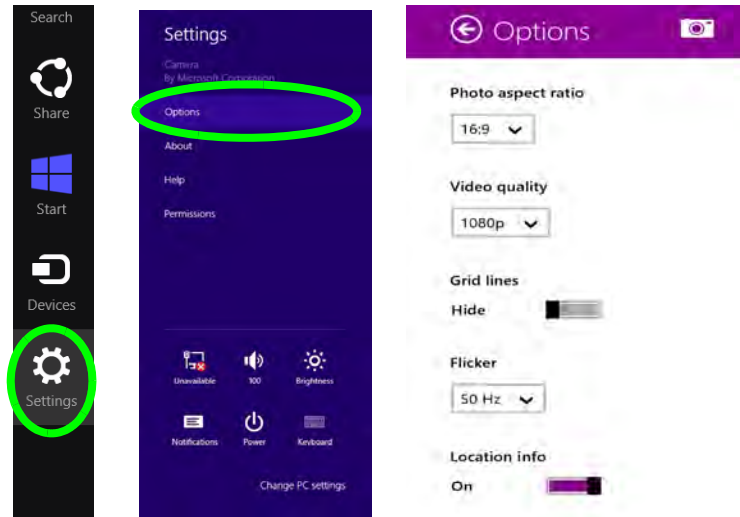 Search
Share
Start
Devices
Settings
Settings
Camera
By Microsoft Corporation
Options
About
Help
Permissions
Unavailable
100
Brightness
Notifications
Power
Keyboard
Change PC settings
Options
Photo aspect ratio
16:9
Video quality
1080p
Grid lines
Hide
Flicker
50 Hz
Location info
On